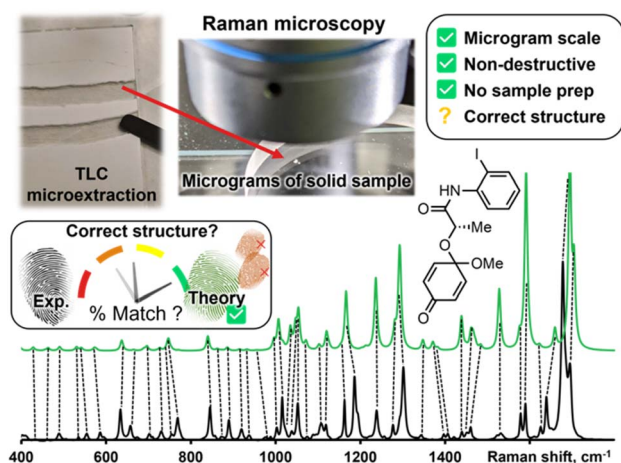 Raman microscopy
TLC
microextraction
Micrograms of solid sample
Microgram scale
Non-destructive
No sample prep
? Correct structure
I
HN
O
Me
O
OMe
O
Correct structure?
Exp.
Theory
% Match ?
400 600 800 1000 1200 1400 Raman shift, cm-1